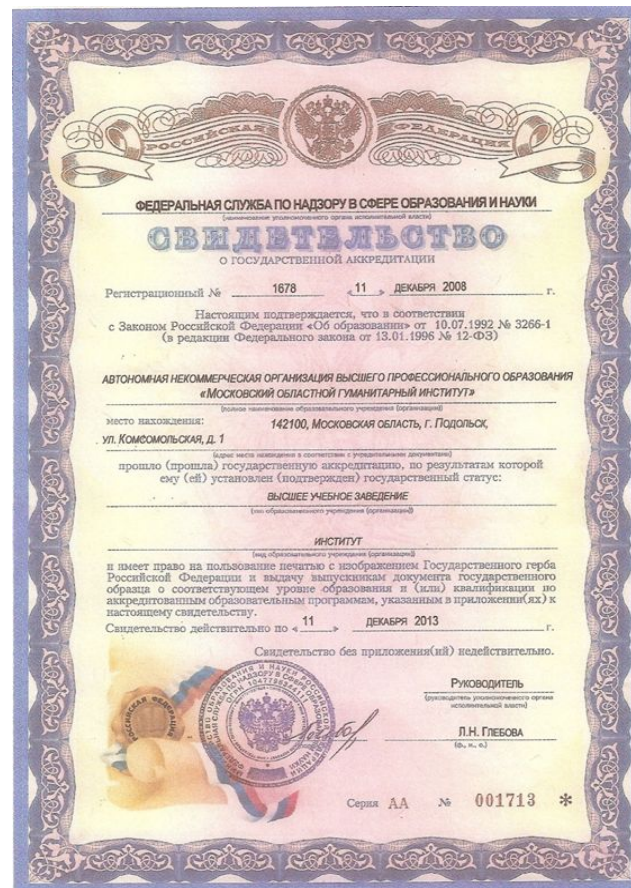 РОССИЙСКАЯ ФЕДЕРАЦИЯ
ФЕДЕРАЛЬНАЯ СЛУЖБА ПО НАДЗОРУ В СФЕРЕ ОБРАЗОВАНИЯ И НАУКИ
(наименование уполномоченного органа исполнительной власти)
СВИДЕТЕЛЬСТВО
О ГОСУДАРСТВЕННОЙ АККРЕДИТАЦИИ
Регистрационный № 1678 «11» ДЕКАБРЯ 2008 г.
Настоящим подтверждается, что в соответствии
с Законом Российской Федерации «Об образовании» от 10.07.1992 № 3266-1
(в редакции Федерального закона от 13.01.1996 № 12-ФЗ)
АВТОНОМНАЯ НЕКОММЕРЧЕСКАЯ ОРГАНИЗАЦИЯ ВЫСШЕГО ПРОФЕССИОНАЛЬНОГО ОБРАЗОВАНИЯ
«МОСКОВСКИЙ ОБЛАСТНОЙ ГУМАНИТАРНЫЙ ИНСТИТУТ»
(полное наименование образовательного учреждения (организации))
место нахождения: 142100, МОСКОВСКАЯ ОБЛАСТЬ, Г. ПОДОЛЬСК,
УЛ. КОМСОМОЛЬСКАЯ, Д. 1
(адрес места нахождения в соответствии с учредительными документами)
прошло (прошла) государственную аккредитацию, по результатам которой
ему (ей) установлен (подтвержден) государственный статус:
ВЫСШЕЕ УЧЕБНОЕ ЗАВЕДЕНИЕ
(тип образовательного учреждения (организации))
ИНСТИТУТ
(вид образовательного учреждения (организации))
и имеет право на пользование печатью с изображением Государственного герба
Российской Федерации и выдачу выпускникам документа государственного
образца о соответствующем уровне образования и (или) квалификации по
аккредитованным образовательным программам, указанным в приложении(ях) к
настоящему свидетельству.
Свидетельство действительно по «11» ДЕКАБРЯ 2013 г.
Свидетельство без приложения(ий) недействительно.
РУКОВОДИТЕЛЬ
(руководитель уполномоченного органа
исполнительной власти)
Л.Н. ГЛЕБОВА
(ф., и., о.)
РОССИЙСКАЯ ФЕДЕРАЦИЯ
Серия АА № 001713 *